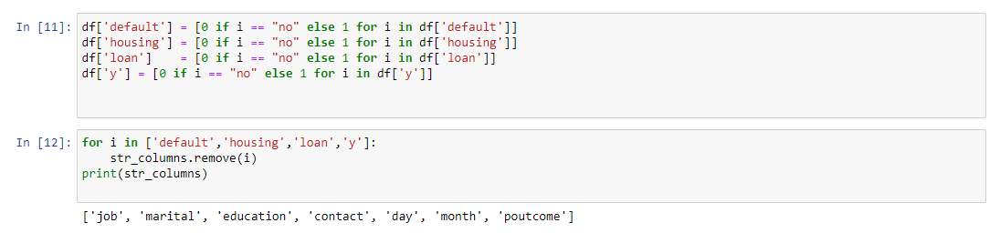 In [11]: df['default'] = [0 if i == "no" else 1 for i in df['default']]
df['housing'] = [0 if i == "no" else 1 for i in df['housing']]
df['loan']    = [0 if i == "no" else 1 for i in df['loan']]
df['y'] = [0 if i == "no" else 1 for i in df['y']]
In [12]: for i in ['default','housing','loan','y']:
    str_columns.remove(i)
print(str_columns)
['job', 'marital', 'education', 'contact', 'day', 'month', 'poutcome']